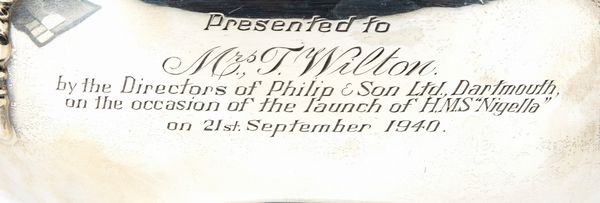 Presented to
Mrs, T. Wilton.
by the Directors of Philip & Son Ltd, Dartmouth,
on the occasion of the launch of H.M.S "Nigella"
on 21st. September 1940.